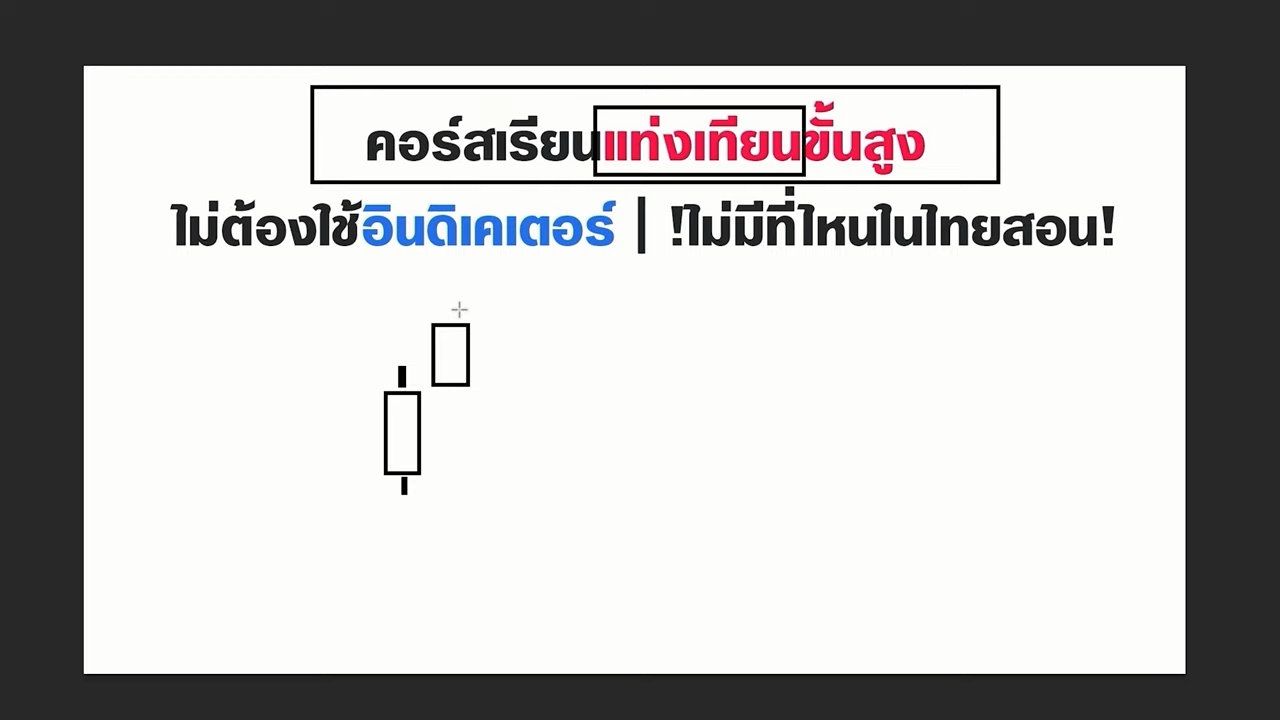 คอร์สเรียนแท่งเทียนขั้นสูง
ไม่ต้องใช้อินดิเคเตอร์ | !ไม่มีที่ไหนในไทยสอน!